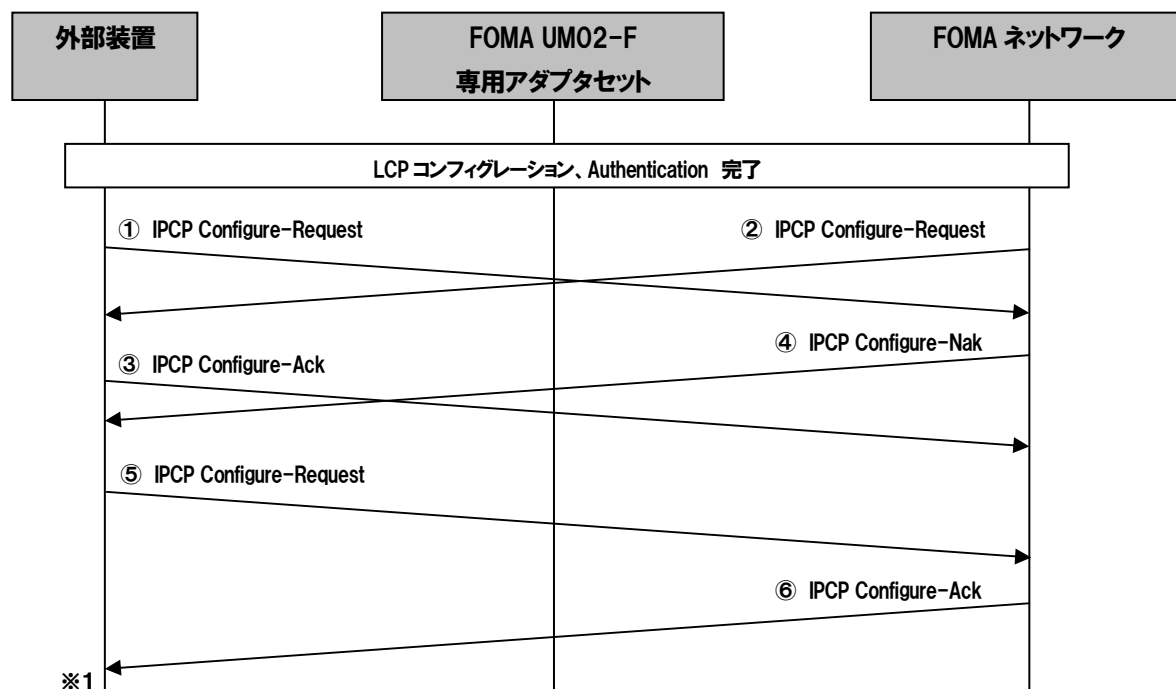 外部装置
FOMA UM02-F
専用アダプタセット
FOMA ネットワーク
LCP コンフィグレーション、Authentication 完了
① IPCP Configure-Request
② IPCP Configure-Request
④ IPCP Configure-Nak
③ IPCP Configure-Ack
⑤ IPCP Configure-Request
⑥ IPCP Configure-Ack
※1